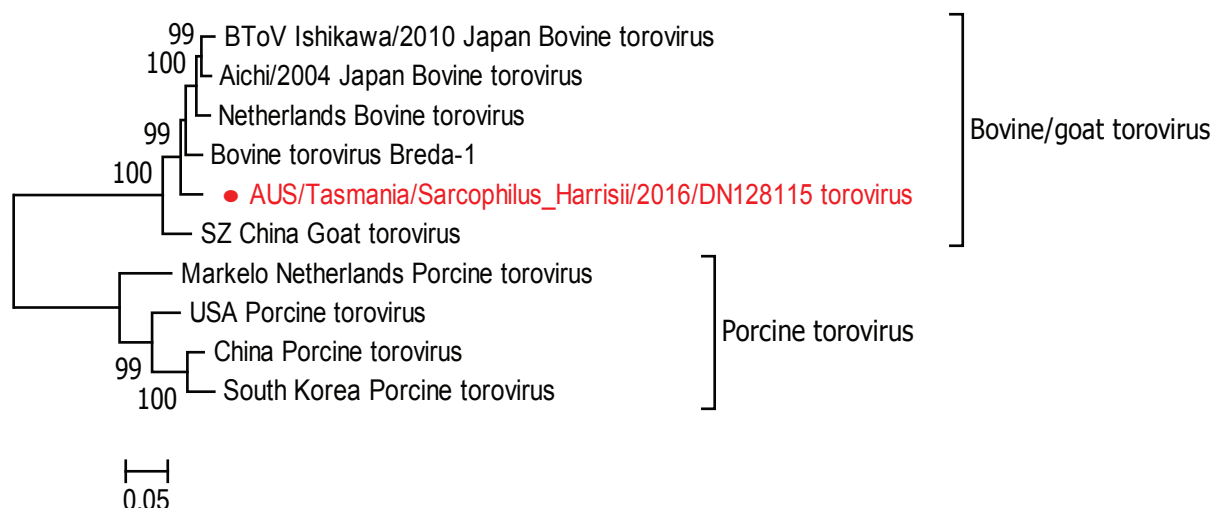 99
BToV Ishikawa/2010 Japan Bovine torovirus
100
Aichi/2004 Japan Bovine torovirus
Netherlands Bovine torovirus
99
Bovine torovirus Breda-1
Bovine/goat torovirus
100
AUS/Tasmania/Sarcophilus_Harrisii/2016/DN128115 torovirus
SZ China Goat torovirus
Markelo Netherlands Porcine torovirus
USA Porcine torovirus
Porcine torovirus
China Porcine torovirus
99
South Korea Porcine torovirus
100
0.05